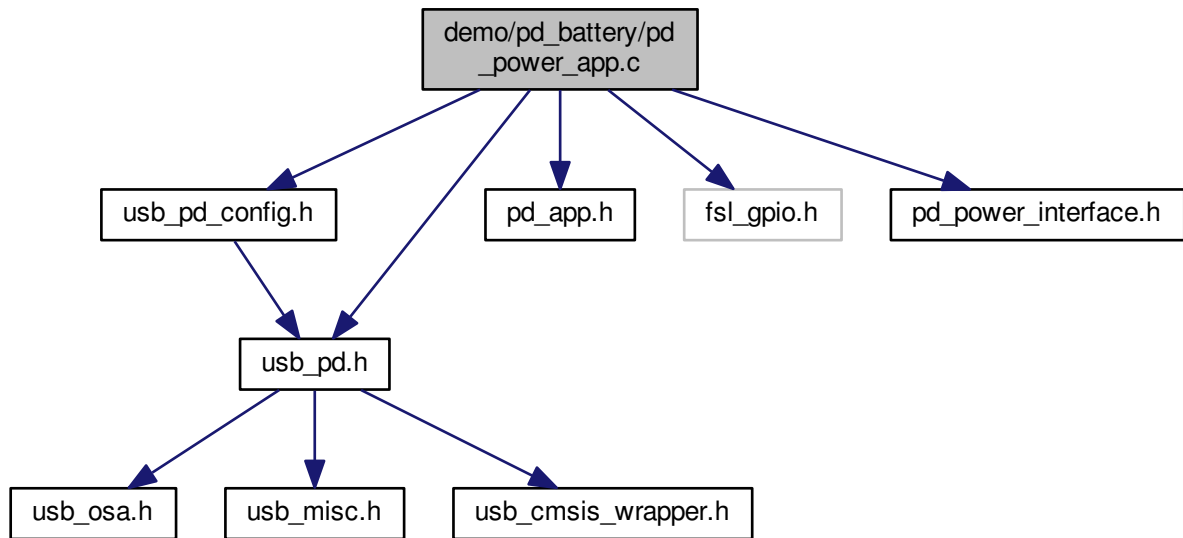 demo/pd_battery/pd
_power_app.c
usb_pd_config.h
pd_app.h
fsl_gpio.h
pd_power_interface.h
usb_pd.h
usb_osa.h
usb_misc.h
usb_cmsis_wrapper.h